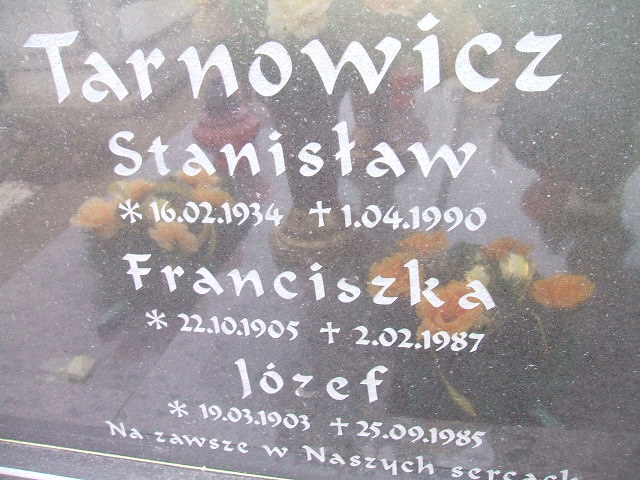 Tarnowicz
Stanisław
* 16.02.1934 † 1.04.1990
Franciszka
* 22.10.1905 † 2.02.1987
Józef
* 19.03.1903 † 25.09.1985
Na zawsze w Naszych sercach